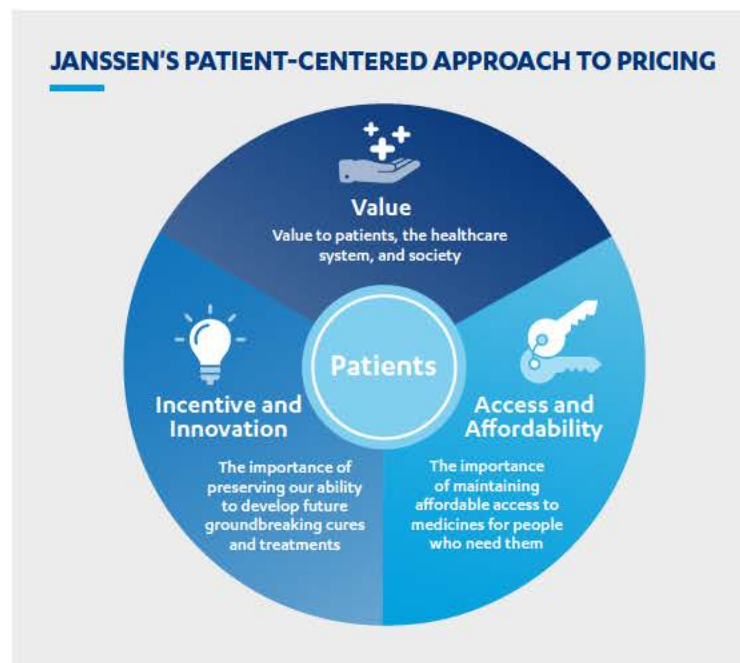 JANSSEN'S PATIENT-CENTERED APPROACH TO PRICING
Value
Value to patients, the healthcare
system, and society
Patients
Incentive and
Innovation
The importance of
preserving our ability
to develop future
groundbreaking cures
and treatments
Access and
Affordability
The importance
of maintaining
affordable access to
medicines for people
who need them